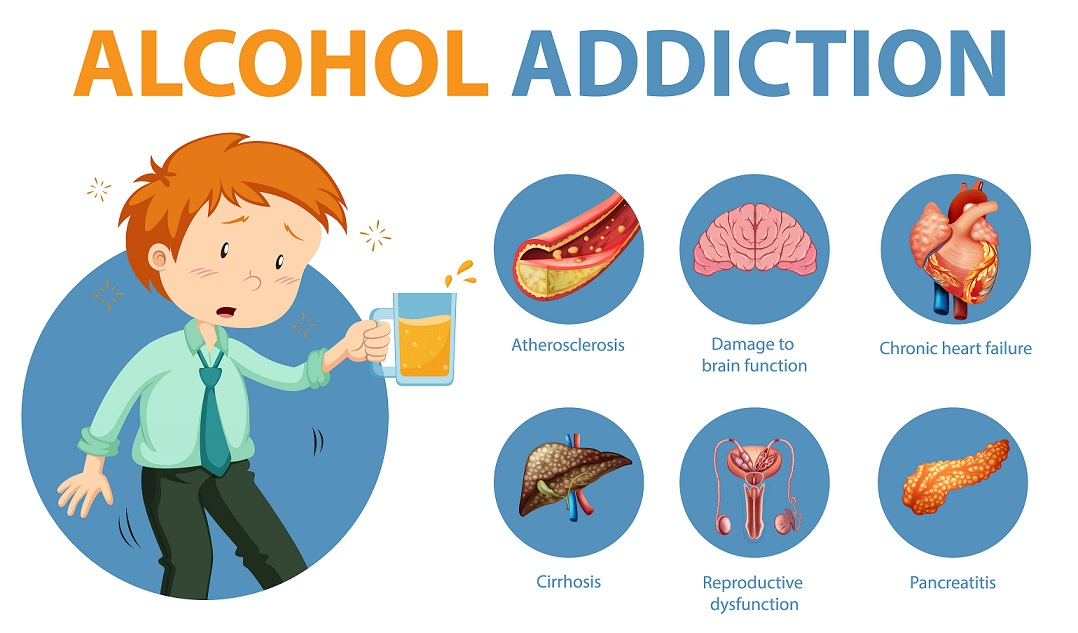 ALCOHOL ADDICTION
Atherosclerosis
Damage to
brain function
Chronic heart failure
Cirrhosis
Reproductive
dysfunction
Pancreatitis